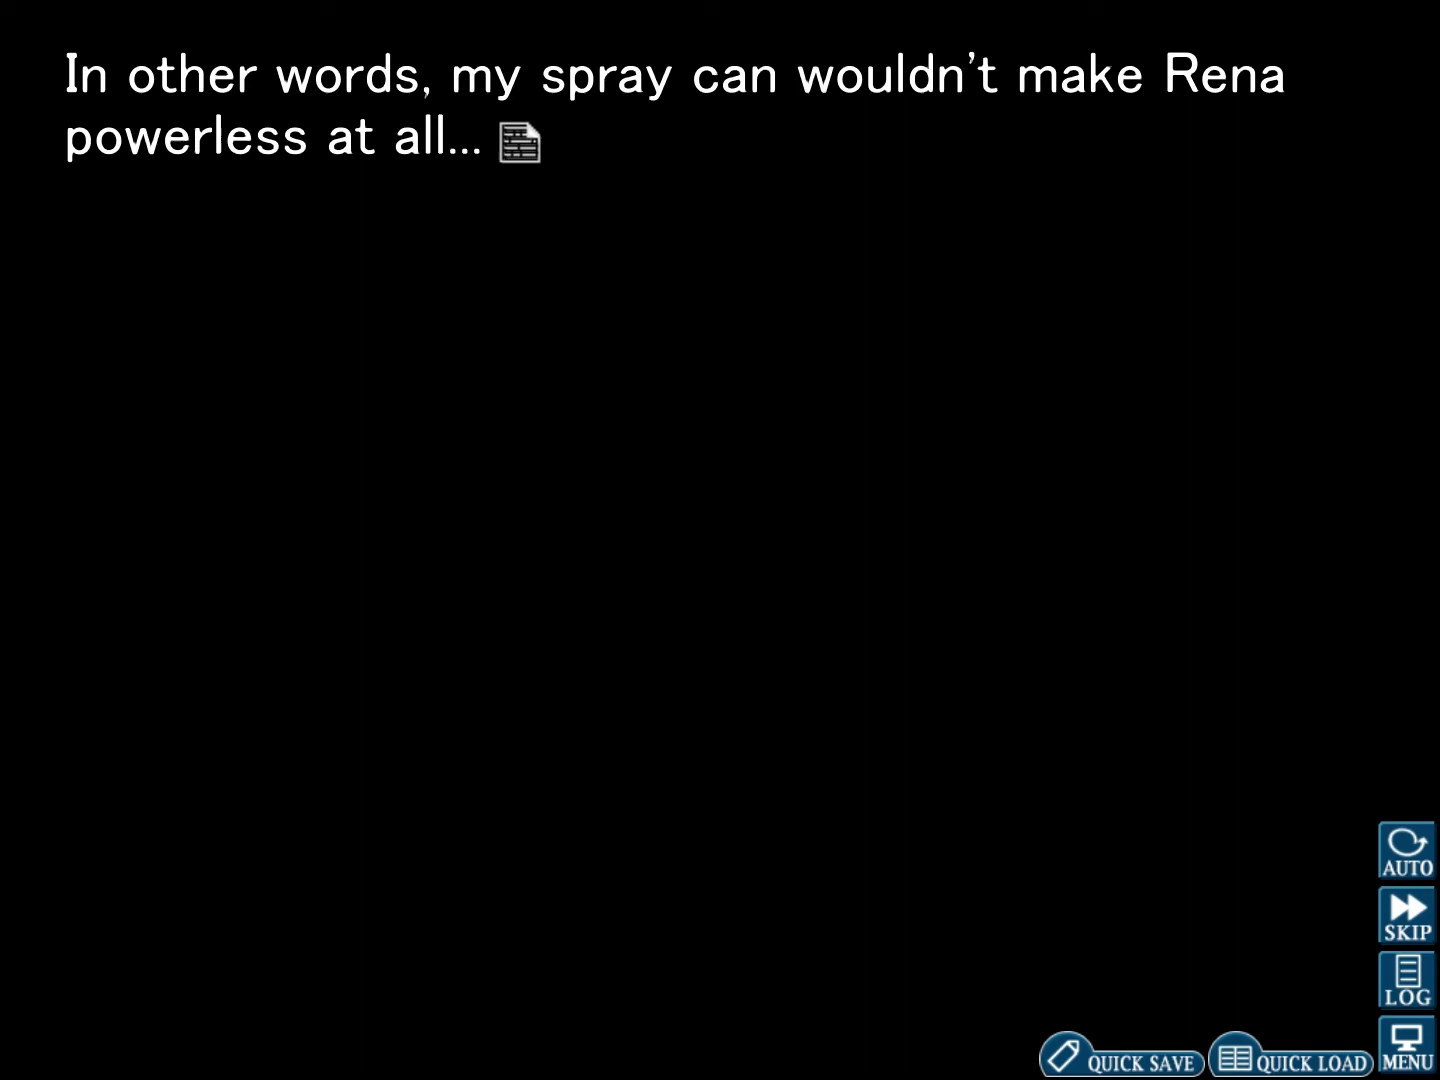 In other words, my spray can wouldn't make Rena
powerless at all...
AUTO
SKIP
LOG
MENU
QUICK SAVE
QUICK LOAD